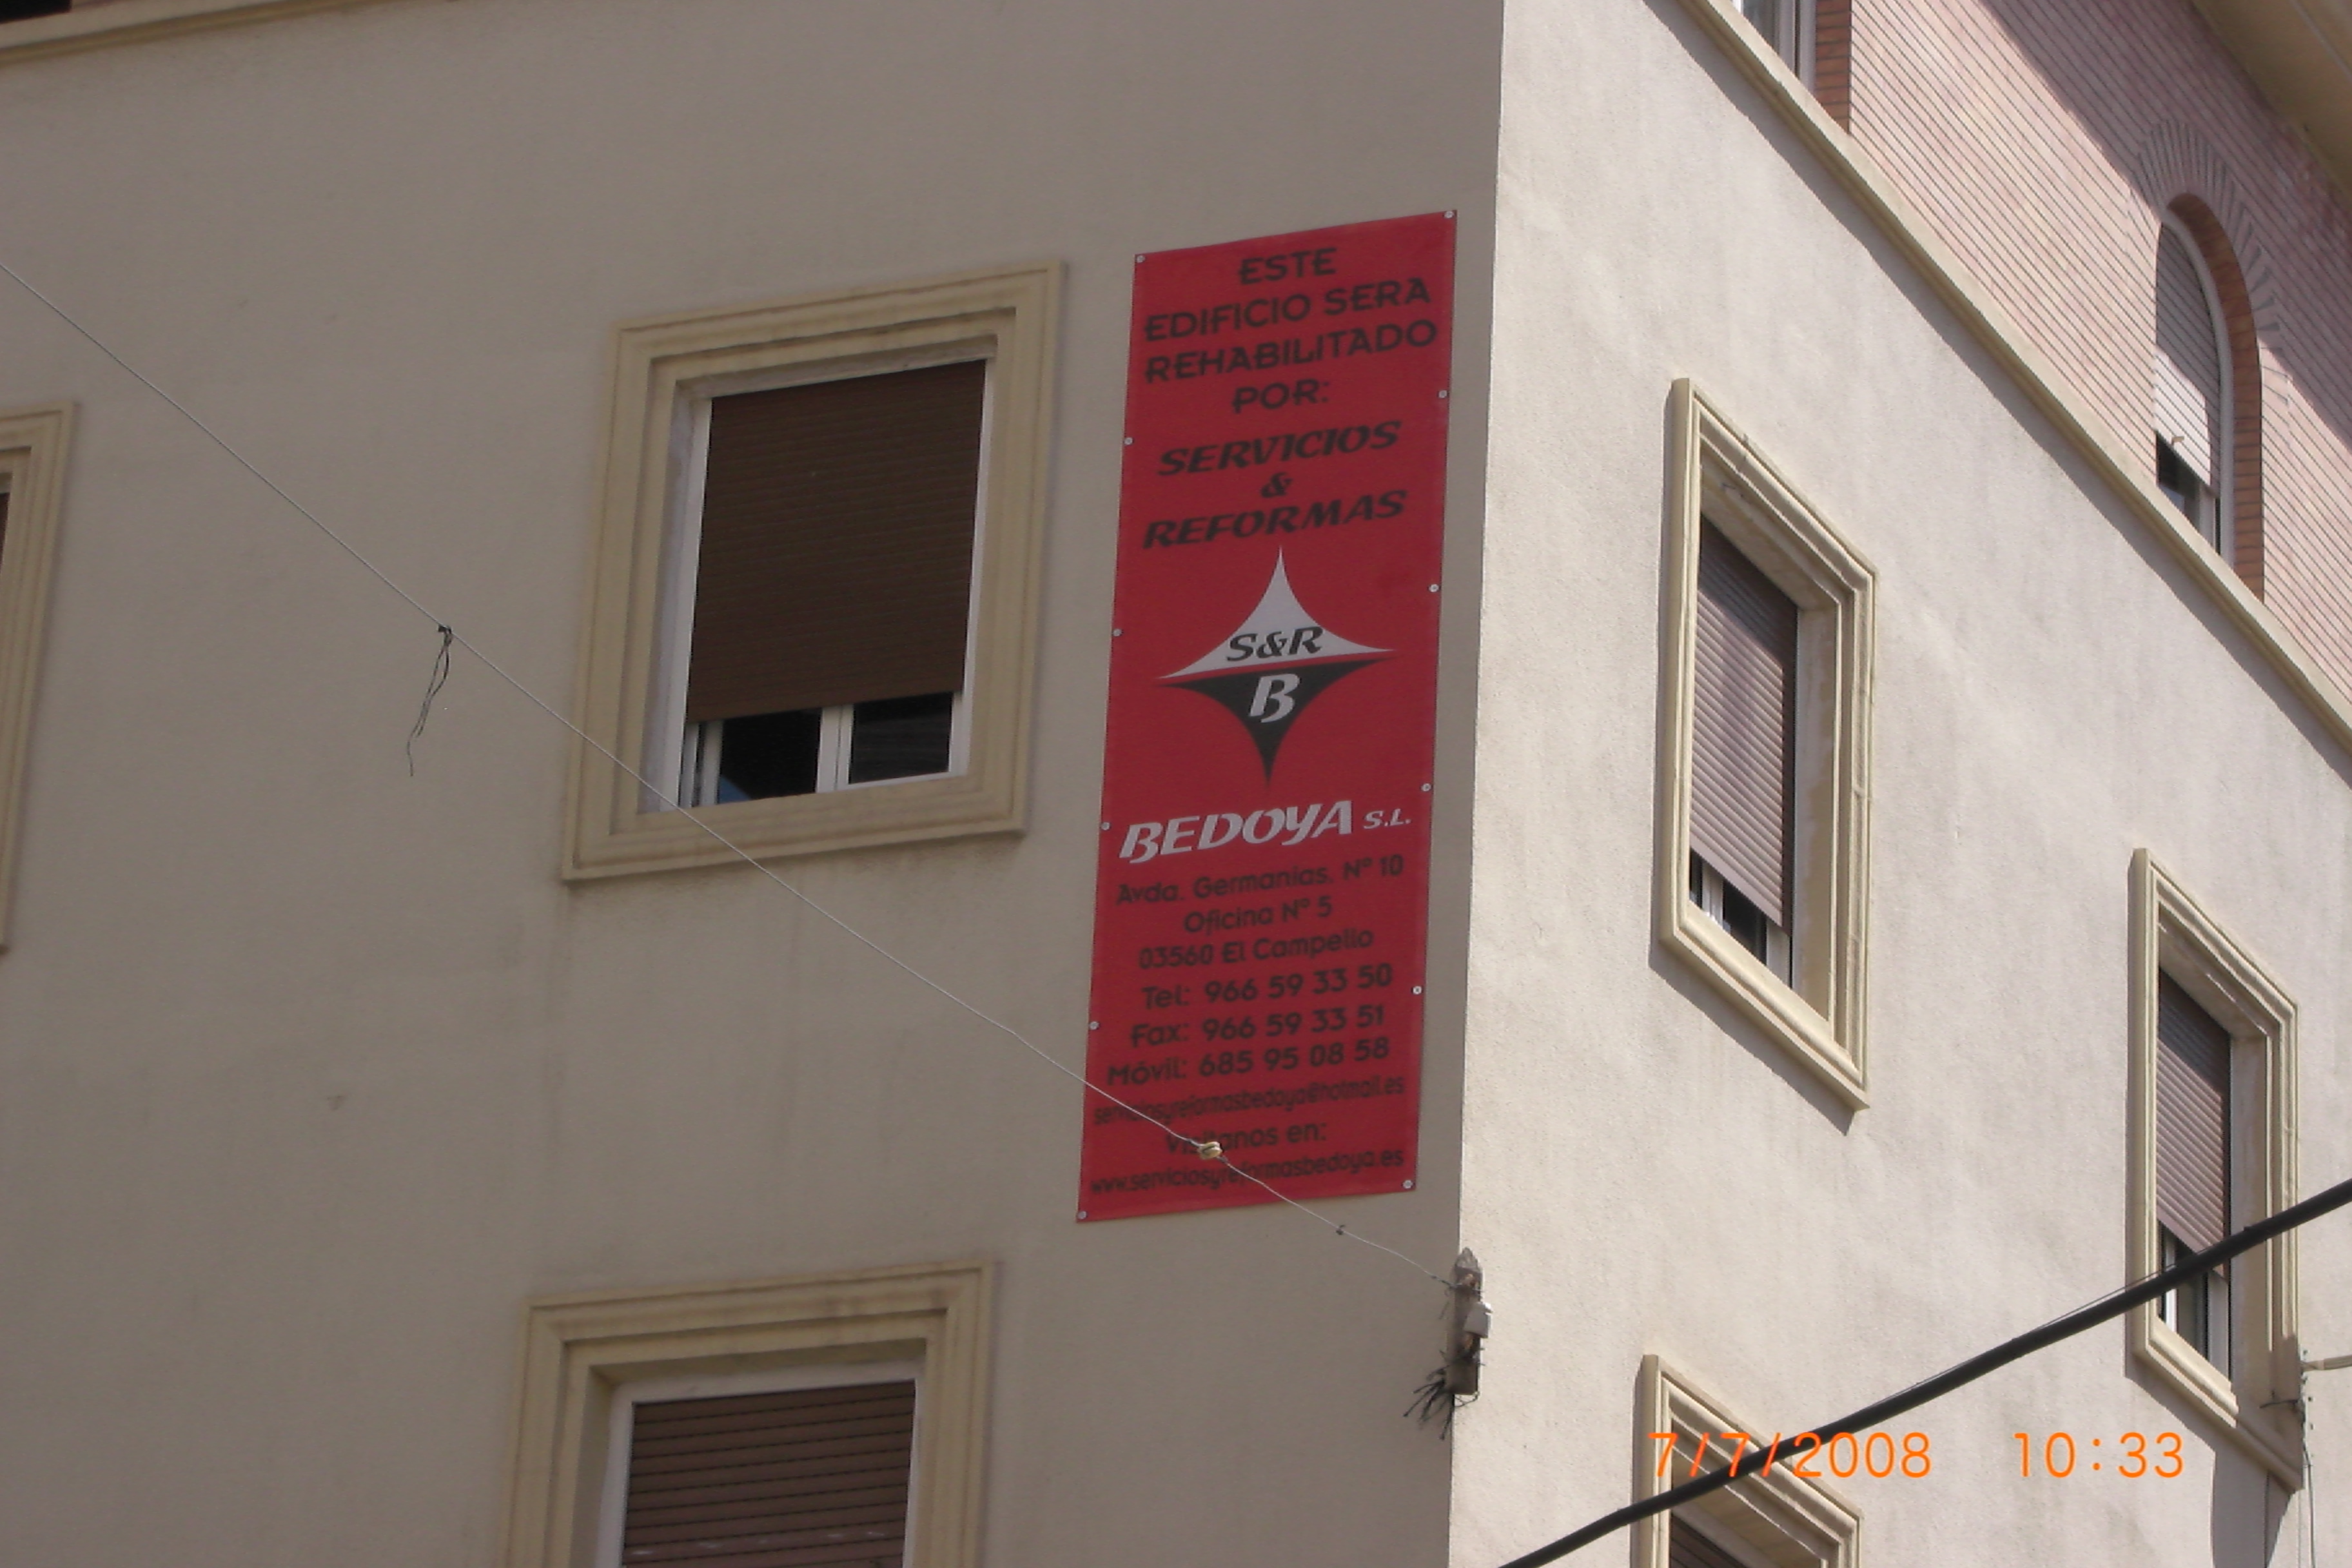 ESTE
EDIFICIO SERA
REHABILITADO
POR:
SERVICIOS
&
REFORMAS
S&R
B
BEDOYA S.L.
Avda. Germanias. Nº 10
Oficina Nº 5
03560 El Campello
Tel: 966 59 33 50
Fax: 966 59 33 51
Móvil: 685 95 08 58
serviciosyreformasbedoya@hotmail.es
Visitanos en:
www.serviciosyreformasbedoya.es
7/7/2008 10:33